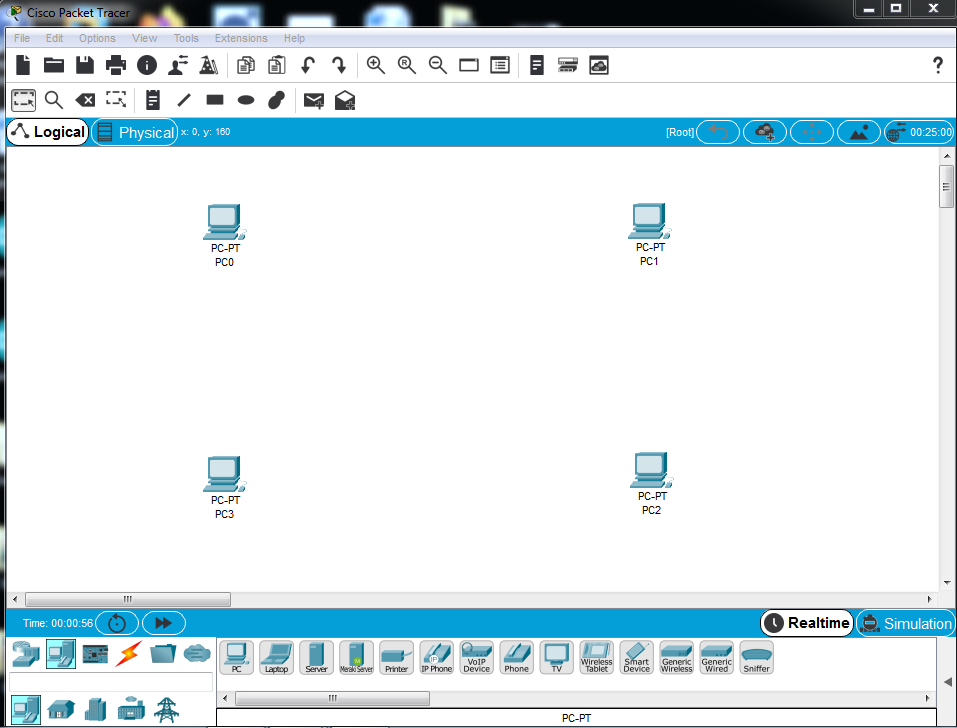 Cisco Packet Tracer
File Edit Options View Tools Extensions Help
Logical Physical x: 0, y: 160 [Root] 00:25:00
PC-PT
PC0
PC-PT
PC1
PC-PT
PC3
PC-PT
PC2
Time: 00:00:56 Realtime Simulation
PC Laptop Server Meraki Server Printer IP Phone VoIP Device Phone TV Wireless Tablet Smart Device Generic Wireless Generic Wired Sniffer
PC-PT